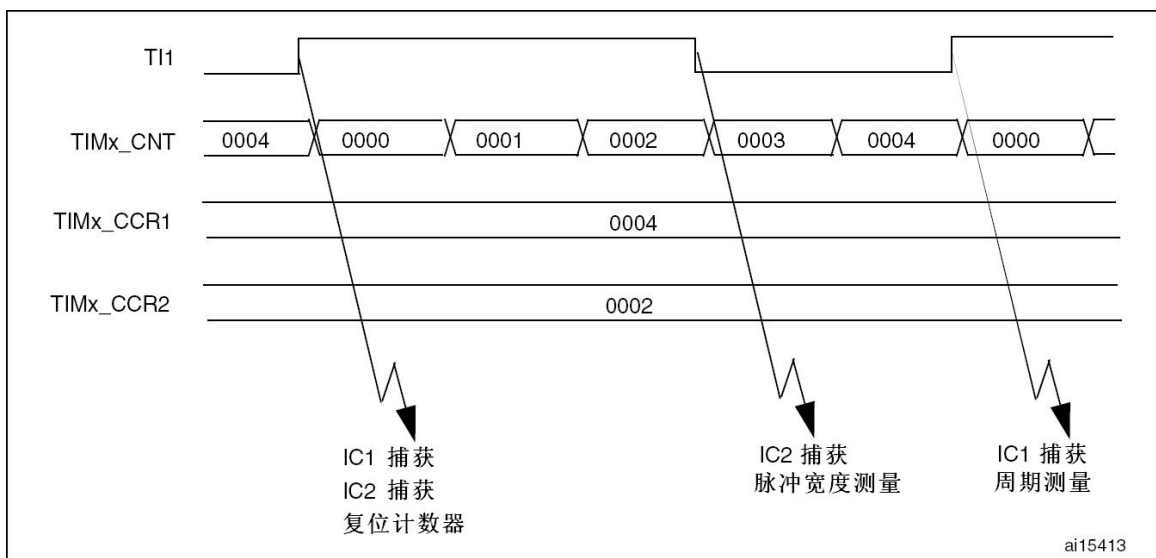 TI1
TIMx_CNT 0004 0000 0001 0002 0003 0004 0000
TIMx_CCR1 0004
TIMx_CCR2 0002
IC1 捕获
IC2 捕获
复位计数器
IC2 捕获
脉冲宽度测量
IC1 捕获
周期测量
ai15413